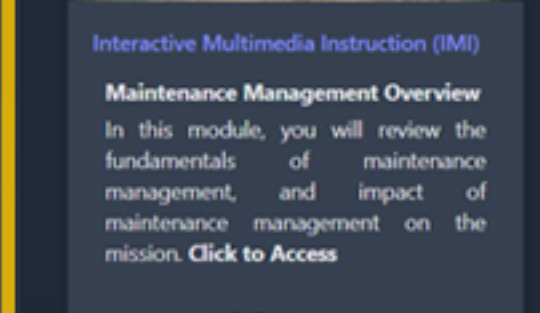 Interactive Multimedia Instruction (IMI)
Maintenance Management Overview
In this module, you will review the
fundamentals of maintenance
management, and impact of
maintenance management on the
mission. Click to Access